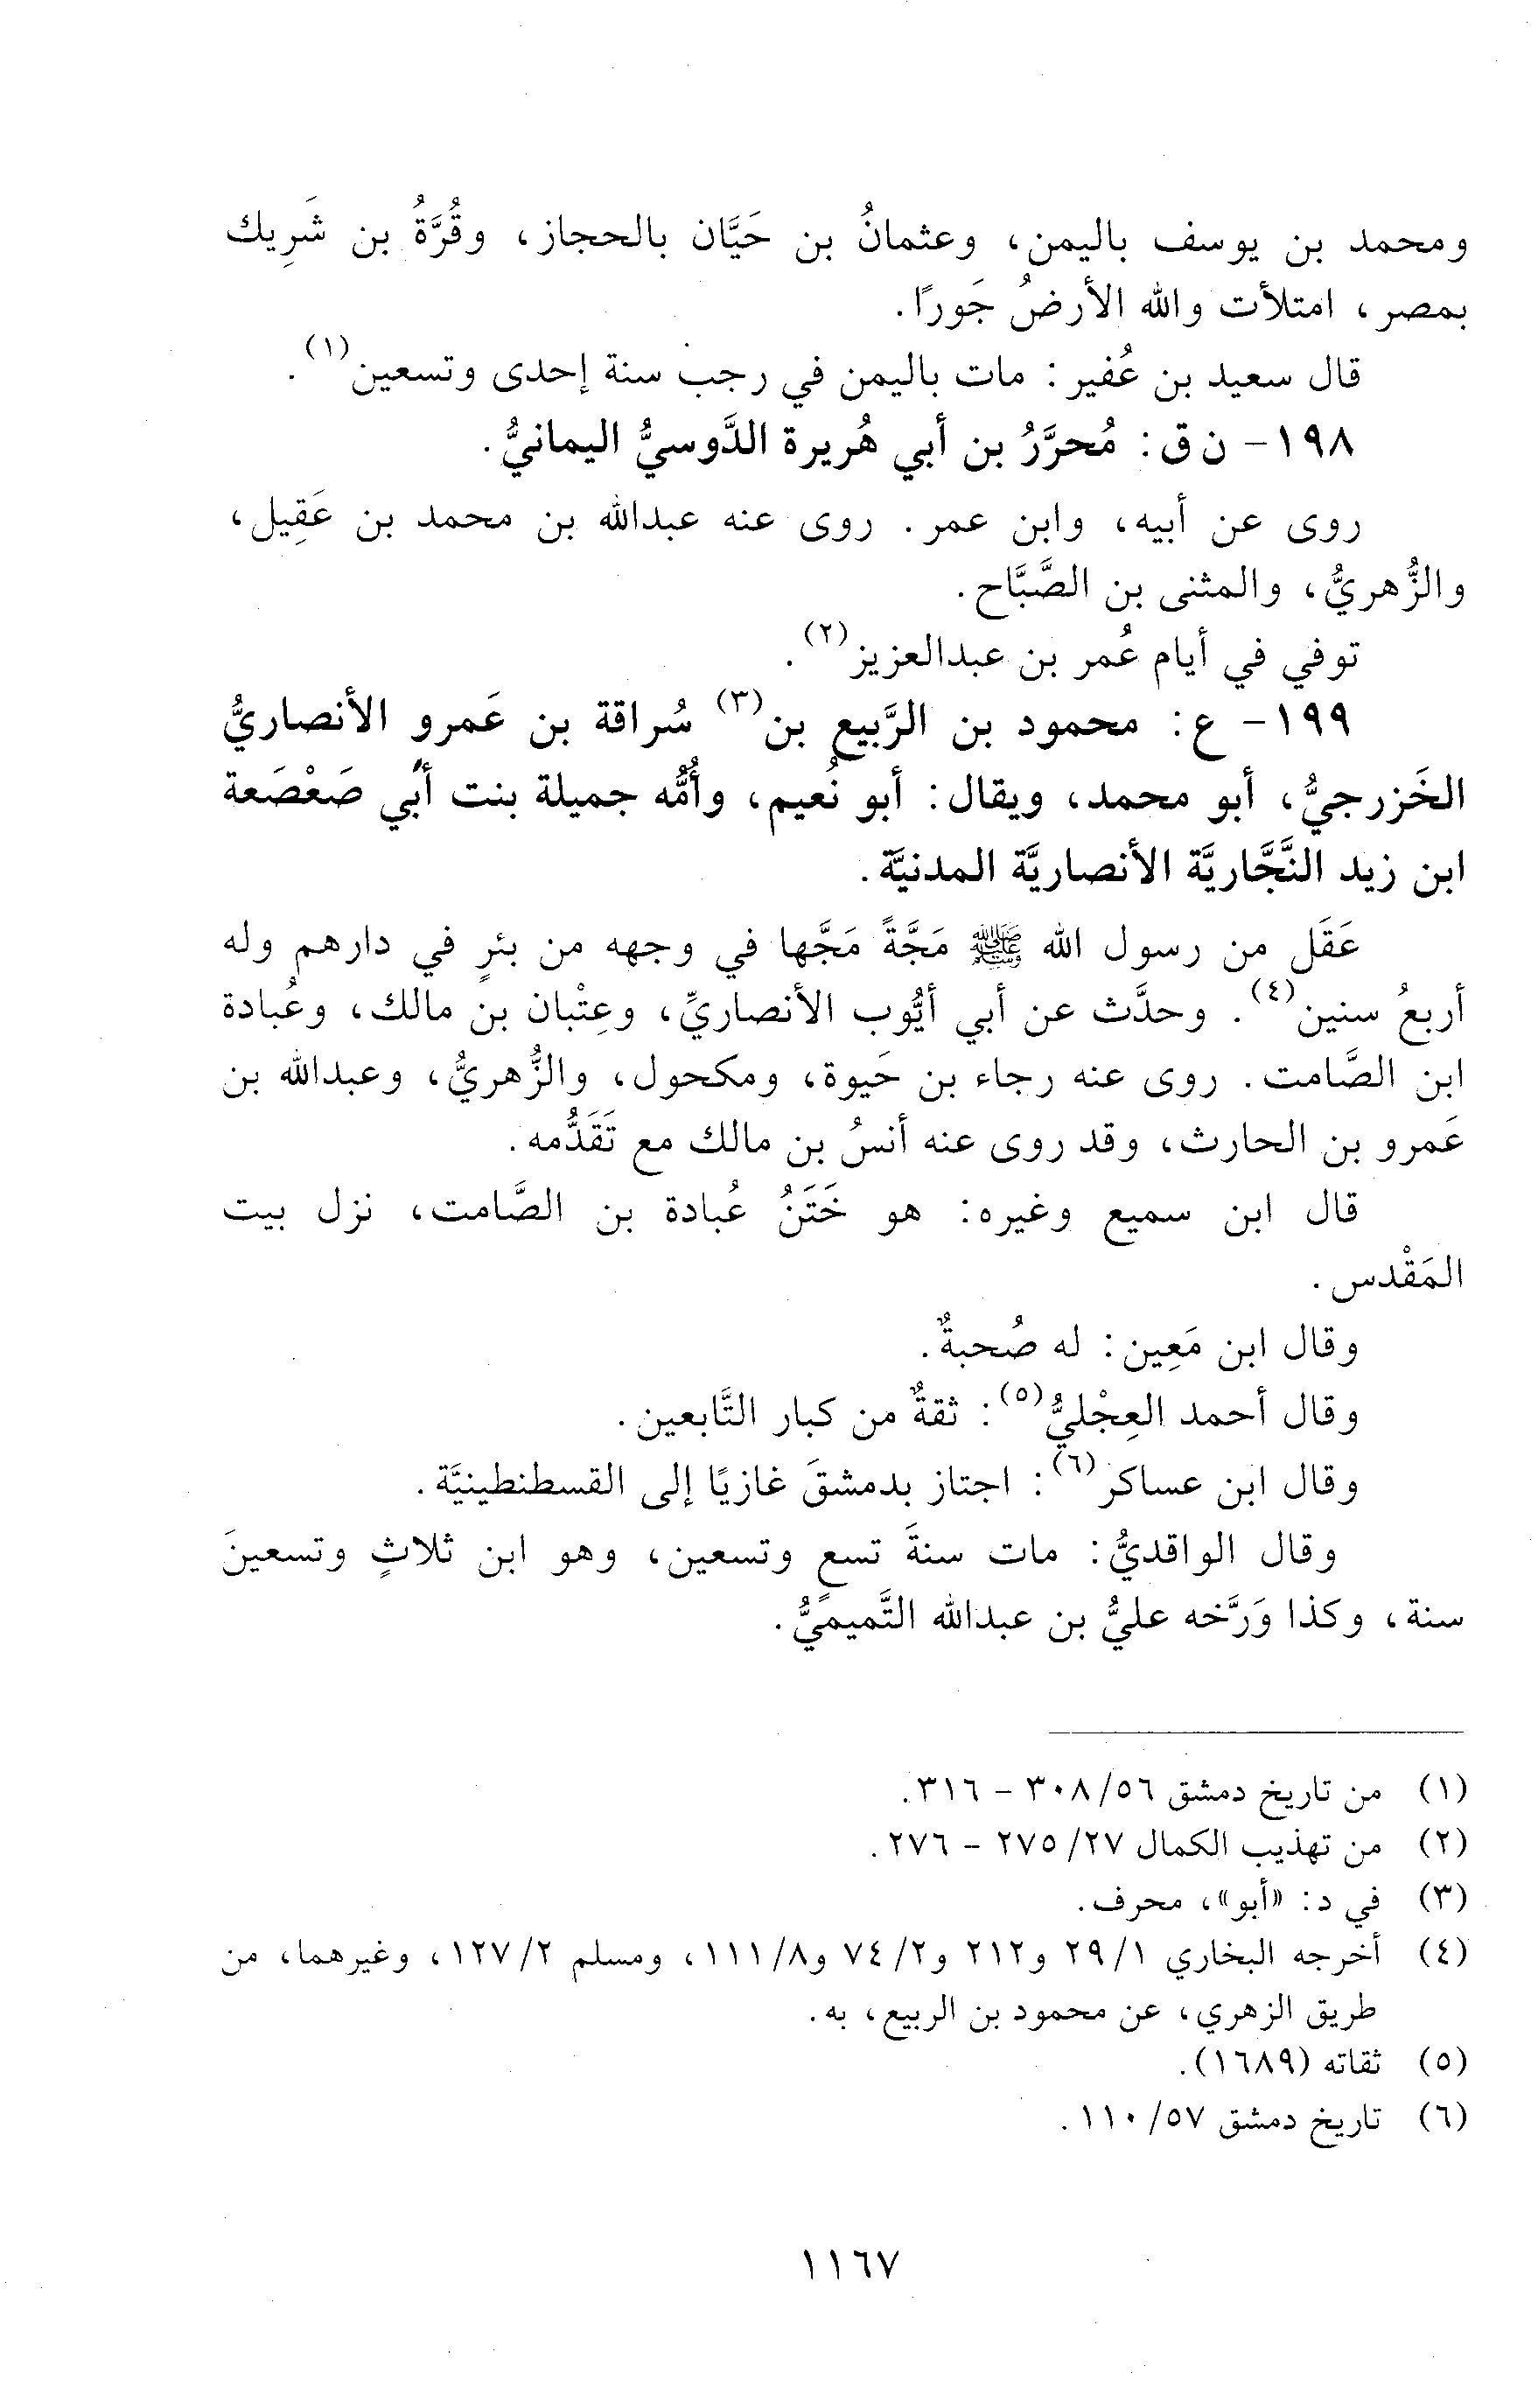 ومحمد بن يوسف باليمن، وعثمانُ بن حَيَّان بالحجاز، وقُرَّةُ بن شَرِيك
بمصر، امتلأت والله الأرضُ جَورًا.
قال سعيد بن عُفير: مات باليمن في رجب سنة إحدى وتسعين(١).
١٩٨- ن ق: مُحرَّرُ بن أبي هُريرة الدَّوسيُّ اليمانيُّ.
روى عن أبيه، وابن عمر. روى عنه عبدالله بن محمد بن عَقِيل،
والزُّهريُّ، والمثنى بن الصَّبَّاح.
توفي في أيام عُمر بن عبدالعزيز(٢).
١٩٩- ع: محمود بن الرَّبيع بن(٣) سُراقة بن عَمرو الأنصاريُّ
الخَزرجيُّ، أبو محمد، ويقال: أبو نُعيم، وأُمُّه جميلة بنت أبي صَعْصَعة
ابن زيد النَّجَّاريَّة الأنصاريَّة المدنيَّة.
عَقَل من رسول الله ﷺ مَجَّةً مَجَّها في وجهه من بئرٍ في دارهم وله
أربعُ سنين(٤). وحدَّث عن أبي أيُّوب الأنصاريِّ، وعِتْبان بن مالك، وعُبادة
ابن الصَّامت. روى عنه رجاء بن حَيوة، ومكحول، والزُّهريُّ، وعبدالله بن
عَمرو بن الحارث، وقد روى عنه أنسُ بن مالك مع تَقَدُّمه.
قال ابن سميع وغيره: هو خَتَنُ عُبادة بن الصَّامت، نزل بيت
المَقْدس.
وقال ابن مَعِين: له صُحبةٌ.
وقال أحمد العِجْليُّ(٥): ثقةٌ من كبار التَّابعين.
وقال ابن عساكر(٦): اجتاز بدمشقَ غازيًا إلى القسطنطينيَّة.
وقال الواقديُّ: مات سنةَ تسعٍ وتسعين، وهو ابن ثلاثٍ وتسعينَ
سنة، وكذا وَرَّخه عليُّ بن عبدالله التَّميميُّ.
(١) من تاريخ دمشق ٥٦/ ٣٠٨ - ٣١٦.
(٢) من تهذيب الكمال ٢٧/ ٢٧٥ - ٢٧٦.
(٣) في د: «أبو»، محرف.
(٤) أخرجه البخاري ١/ ٢٩ و٢١٢ و٢/ ٧٤ و٨/ ١١١، ومسلم ٢/ ١٢٧، وغيرهما، من
طريق الزهري، عن محمود بن الربيع، به.
(٥) ثقاته (١٦٨٩).
(٦) تاريخ دمشق ٥٧/ ١١٠.
١١٦٧